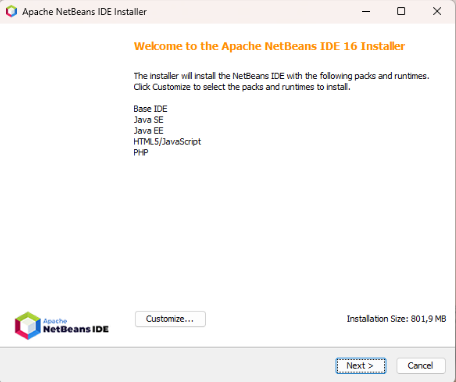 Apache NetBeans IDE Installer
Welcome to the Apache NetBeans IDE 16 Installer
The installer will install the NetBeans IDE with the following packs and runtimes.
Click Customize to select the packs and runtimes to install.
Base IDE
Java SE
Java EE
HTML5/JavaScript
PHP
Apache
NetBeans IDE
Customize...
Installation Size: 801,9 MB
Next >
Cancel